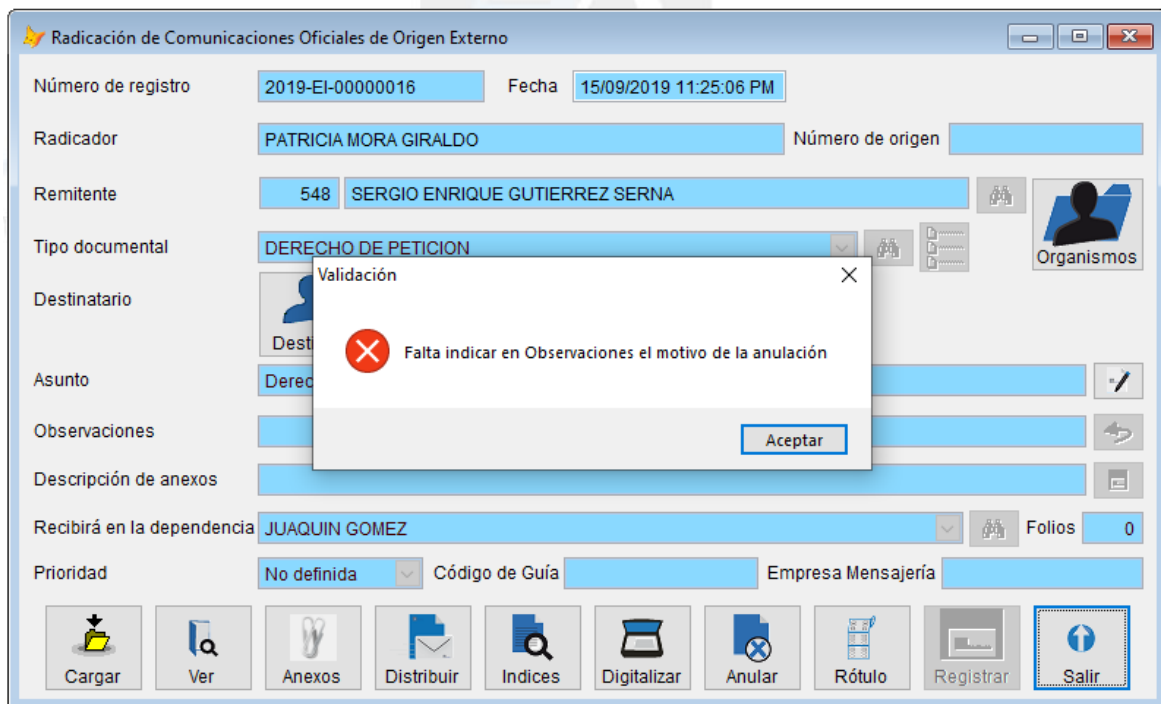 Radicación de Comunicaciones Oficiales de Origen Externo
Número de registro 2019-EI-00000016 Fecha 15/09/2019 11:25:06 PM
Radicador PATRICIA MORA GIRALDO Número de origen
Remitente 548 SERGIO ENRIQUE GUTIERREZ SERNA
Tipo documental DERECHO DE PETICION
Organismos
Validación
Destinatario
Dest
Falta indicar en Observaciones el motivo de la anulación
Asunto Derec
Observaciones
Aceptar
Descripción de anexos
Recibirá en la dependencia JUAQUIN GOMEZ Folios 0
Prioridad No definida Código de Guía Empresa Mensajería
Cargar Ver Anexos Distribuir Indices Digitalizar Anular Rótulo Registrar Salir